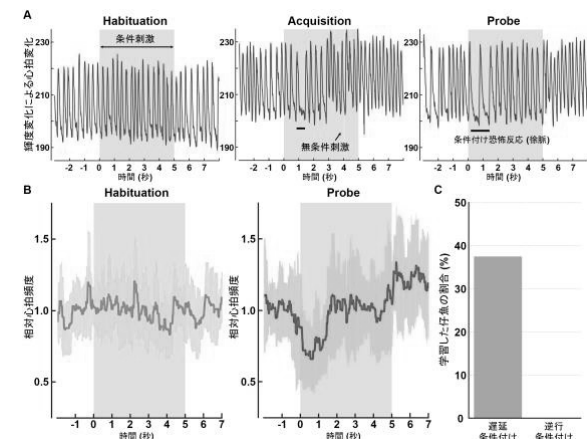 A
Habituation
Acquisition
Probe
輝度変化による心拍変化
230
210
190
条件刺激
-2 -1 0 1 2 3 4 5 6 7
時間 (秒)
230
210
190
無条件刺激
-2 -1 0 1 2 3 4 5 6 7
時間 (秒)
230
210
190
条件付け恐怖反応 (徐脈)
-2 -1 0 1 2 3 4 5 6 7
時間 (秒)
B
Habituation
Probe
C
相対心拍頻度
1.5
1.0
0.5
-1 0 1 2 3 4 5 6 7
時間 (秒)
相対心拍頻度
1.5
1.0
0.5
-1 0 1 2 3 4 5 6 7
時間 (秒)
学習した仔魚の割合 (%)
50
40
30
20
10
0
遅延
条件付け
逆行
条件付け